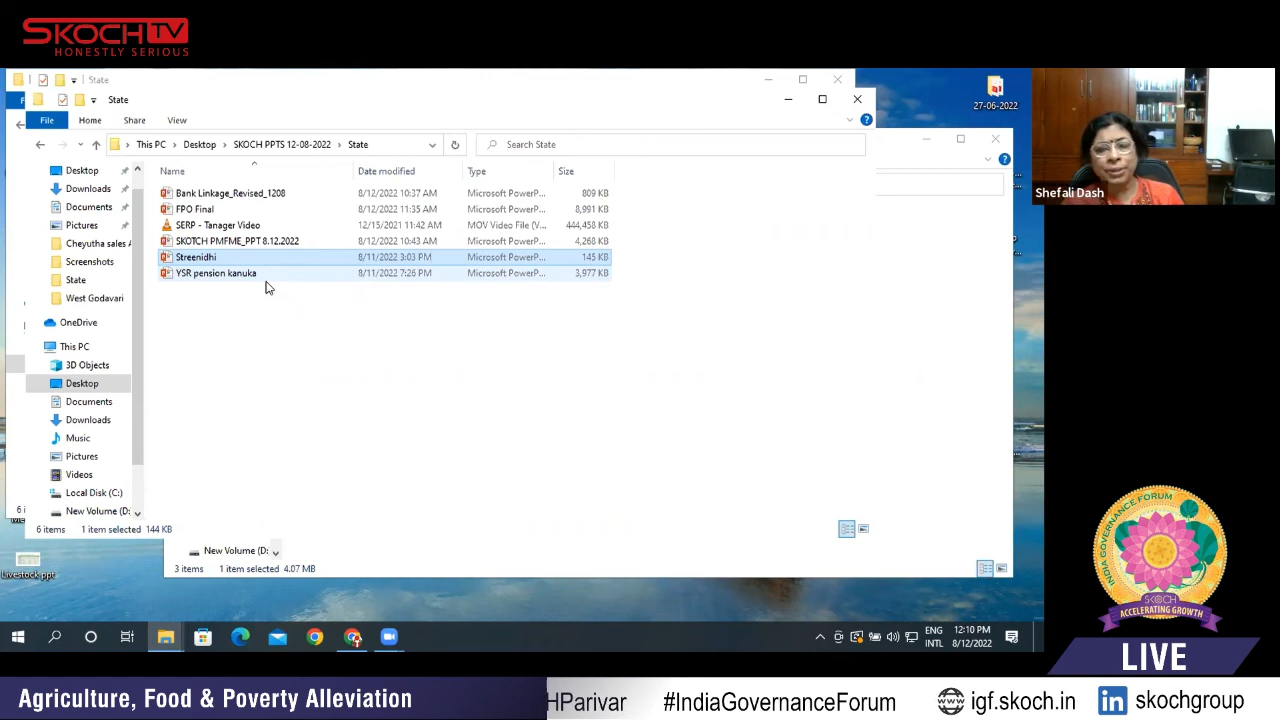 SKOCH TV
HONESTLY SERIOUS
State
State
File Home Share View
This PC Desktop SKOCH PPTS 12-08-2022 State
Search State
Name Date modified Type Size
Bank Linkage_Revised_1208 8/12/2022 10:37 AM Microsoft PowerP... 809 KB
FPO Final 8/12/2022 11:35 AM Microsoft PowerP... 8,991 KB
SERP - Tanager Video 12/15/2021 11:42 AM MOV Video File (V... 444,458 KB
SKOTCH PMFME_PPT 8.12.2022 8/12/2022 10:43 AM Microsoft PowerP... 4,268 KB
Streenidhi 8/11/2022 3:03 PM Microsoft PowerP... 145 KB
YSR pension kanuka 8/11/2022 7:26 PM Microsoft PowerP... 3,977 KB
Desktop
Downloads
Documents
Pictures
Cheyutha sales
Screenshots
State
West Godavari
OneDrive
This PC
3D Objects
Desktop
Documents
Downloads
Music
Pictures
Videos
Local Disk (C:)
New Volume (D:
6 items 1 item selected 144 KB
New Volume (D:
3 items 1 item selected 4.07 MB
Livestock.ppt
27-06-2022
Shefali Dash
ENG
INTL
12:10 PM
8/12/2022
INDIA GOVERNANCE FORUM
SKOCH
ACCELERATING GROWTH
LIVE
Agriculture, Food & Poverty Alleviation
HParivar #IndiaGovernanceForum igf.skoch.in in skochgroup